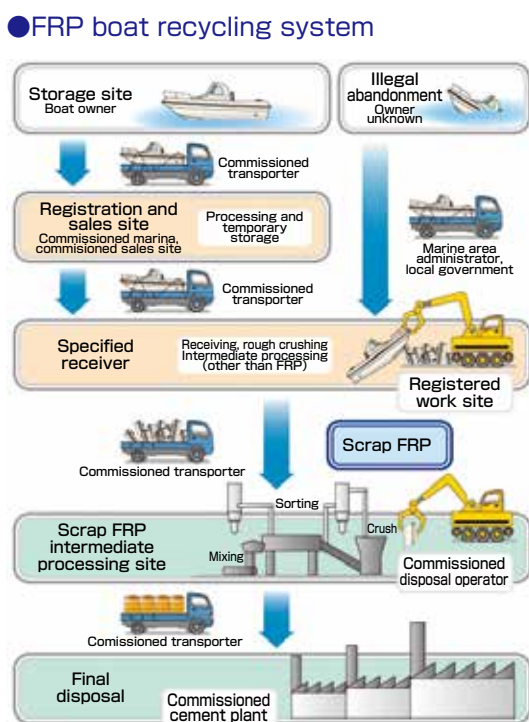 ●FRP boat recycling system
Storage site
Boat owner
Illegal
abandonment
Owner
unknown
Commissioned
transporter
Registration and
sales site
Commissioned marina,
commisioned sales site
Processing and
temporary
storage
Marine area
administrator,
local government
Commissioned
transporter
Specified
receiver
Receiving, rough crushing
Intermediate processing
(other than FRP)
Registered
work site
Scrap FRP
Commissioned transporter
Sorting
Crush
Mixing
Scrap FRP
intermediate
processing site
Commissioned
disposal operator
Comissioned transporter
Final
disposal
Commissioned
cement plant